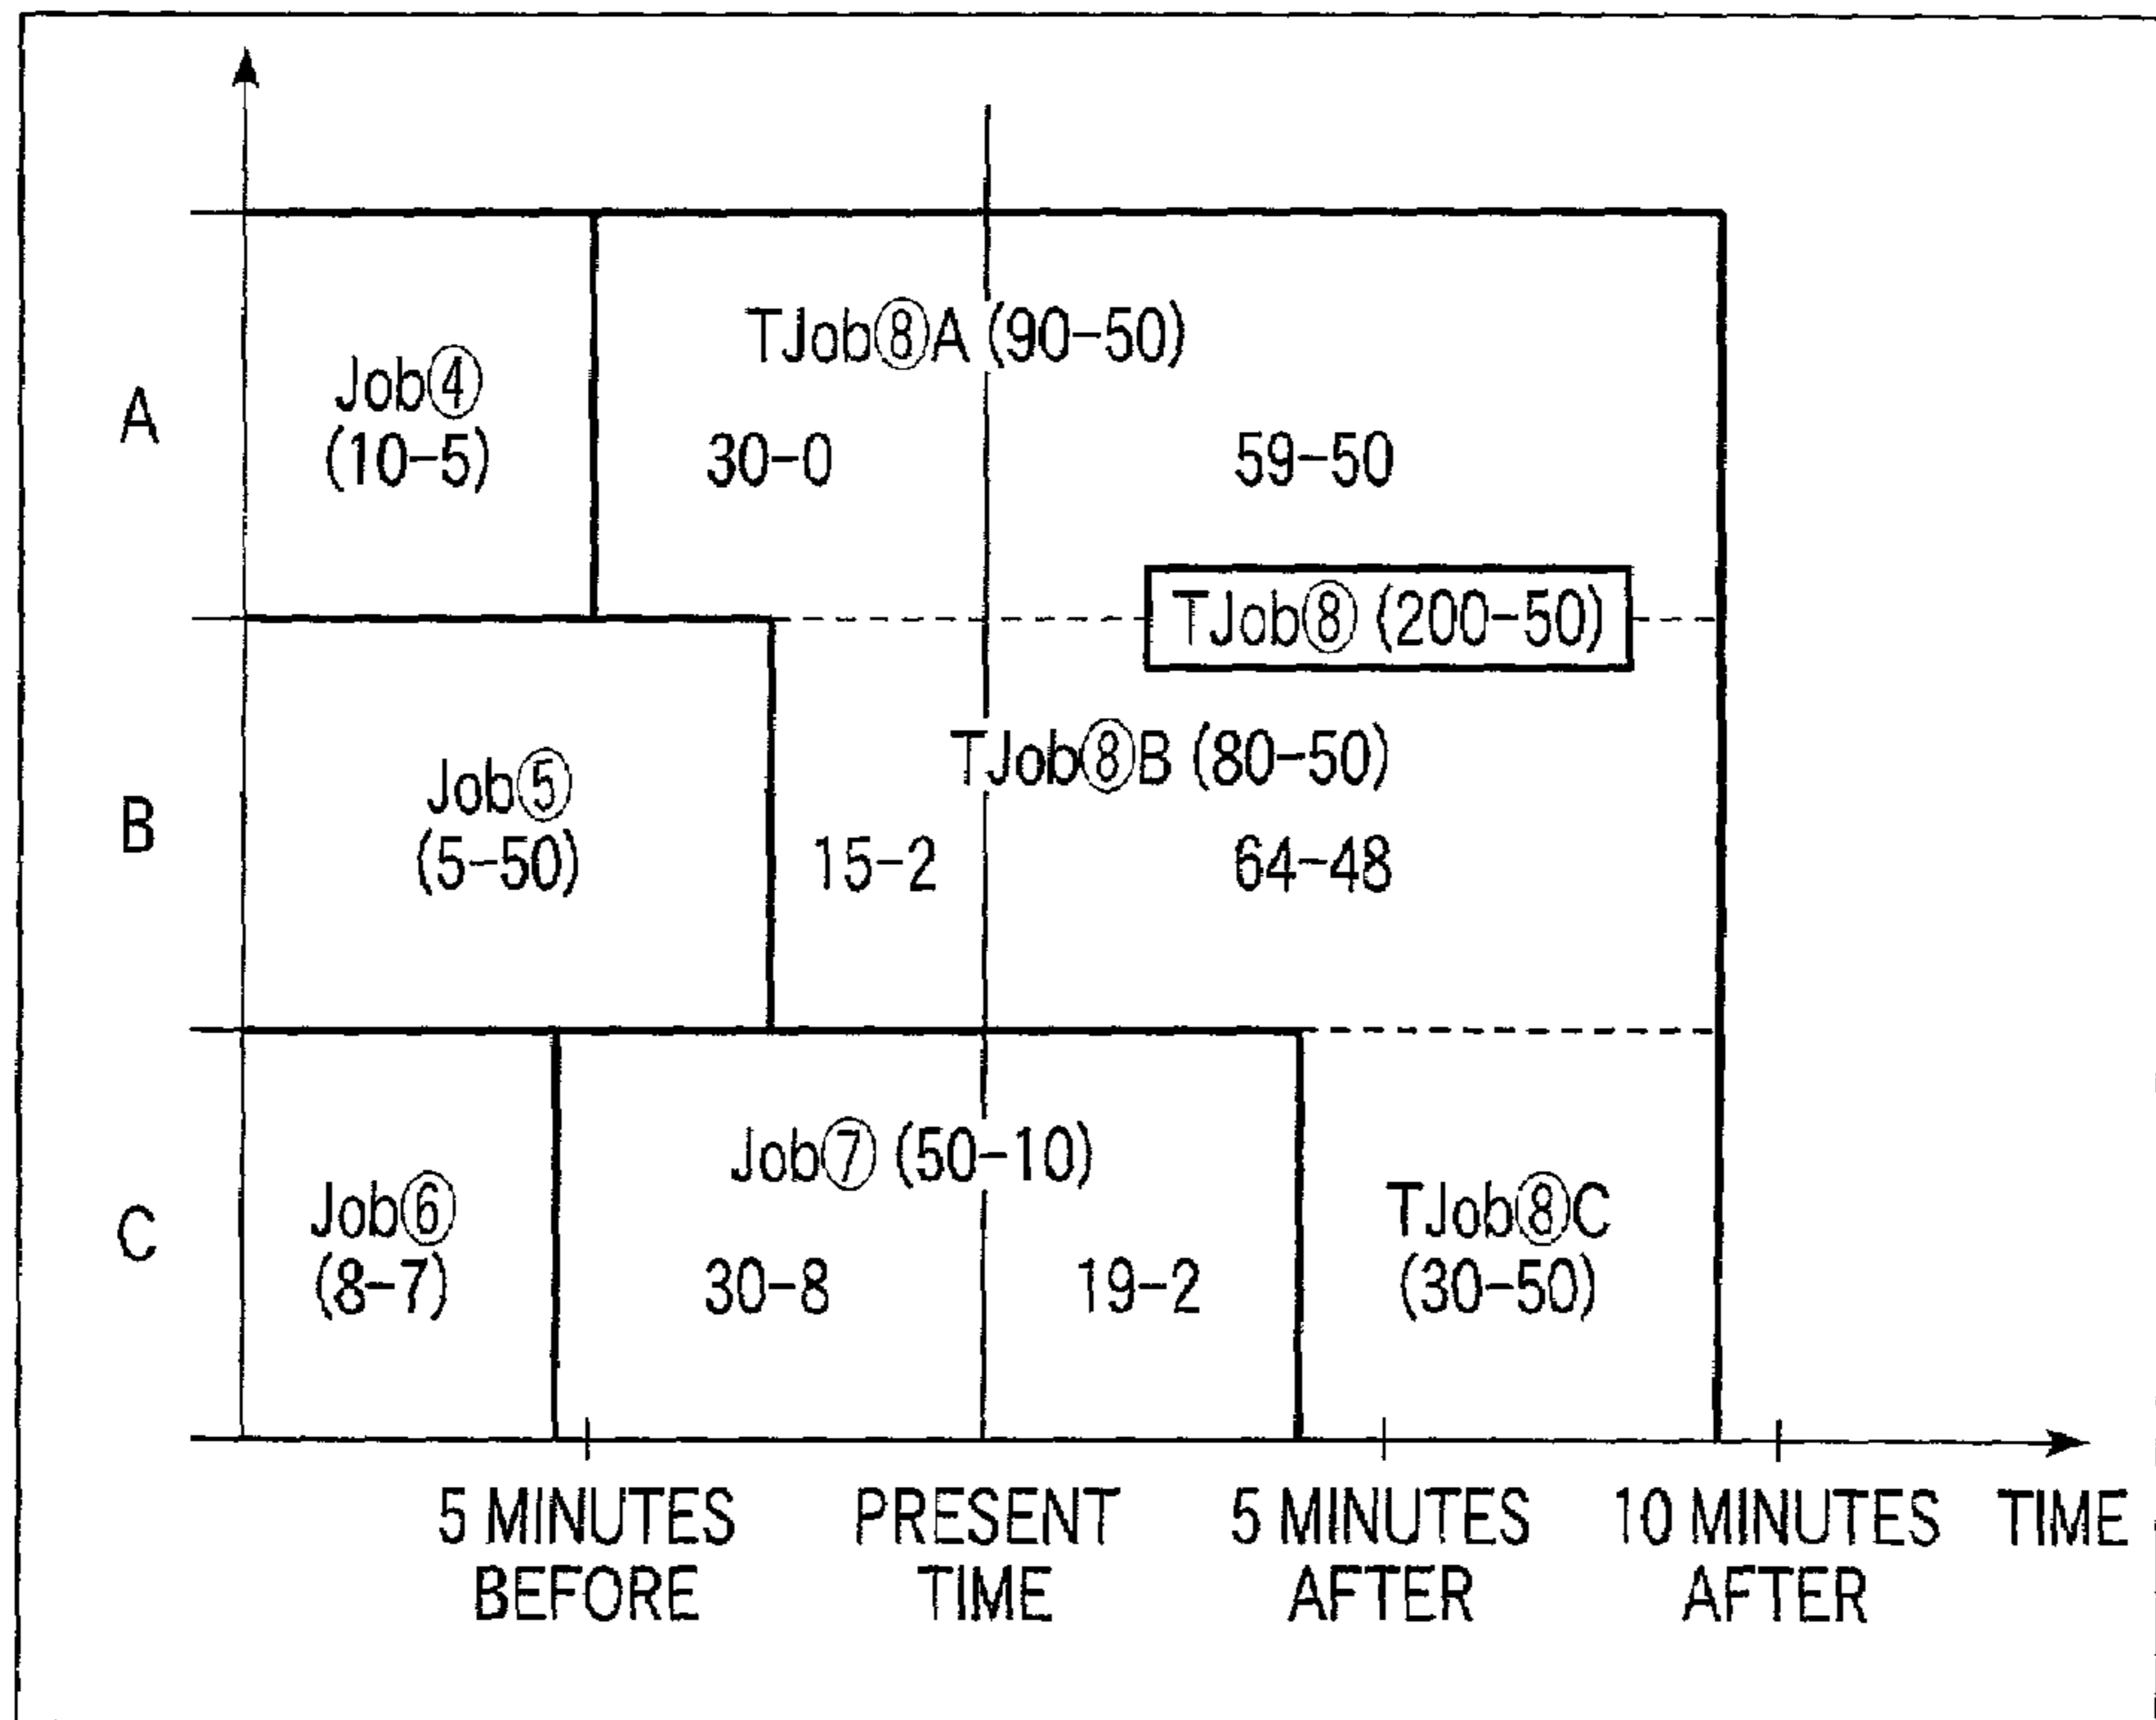 A
Job④
(10-5)
TJob⑧A (90-50)
30-0
59-50
TJob⑧ (200-50)
B
Job⑤
(5-50)
TJob⑧B (80-50)
15-2
64-48
C
Job⑥
(8-7)
Job⑦ (50-10)
30-8
19-2
TJob⑧C
(30-50)
5 MINUTES
BEFORE
PRESENT
TIME
5 MINUTES
AFTER
10 MINUTES
AFTER
TIME